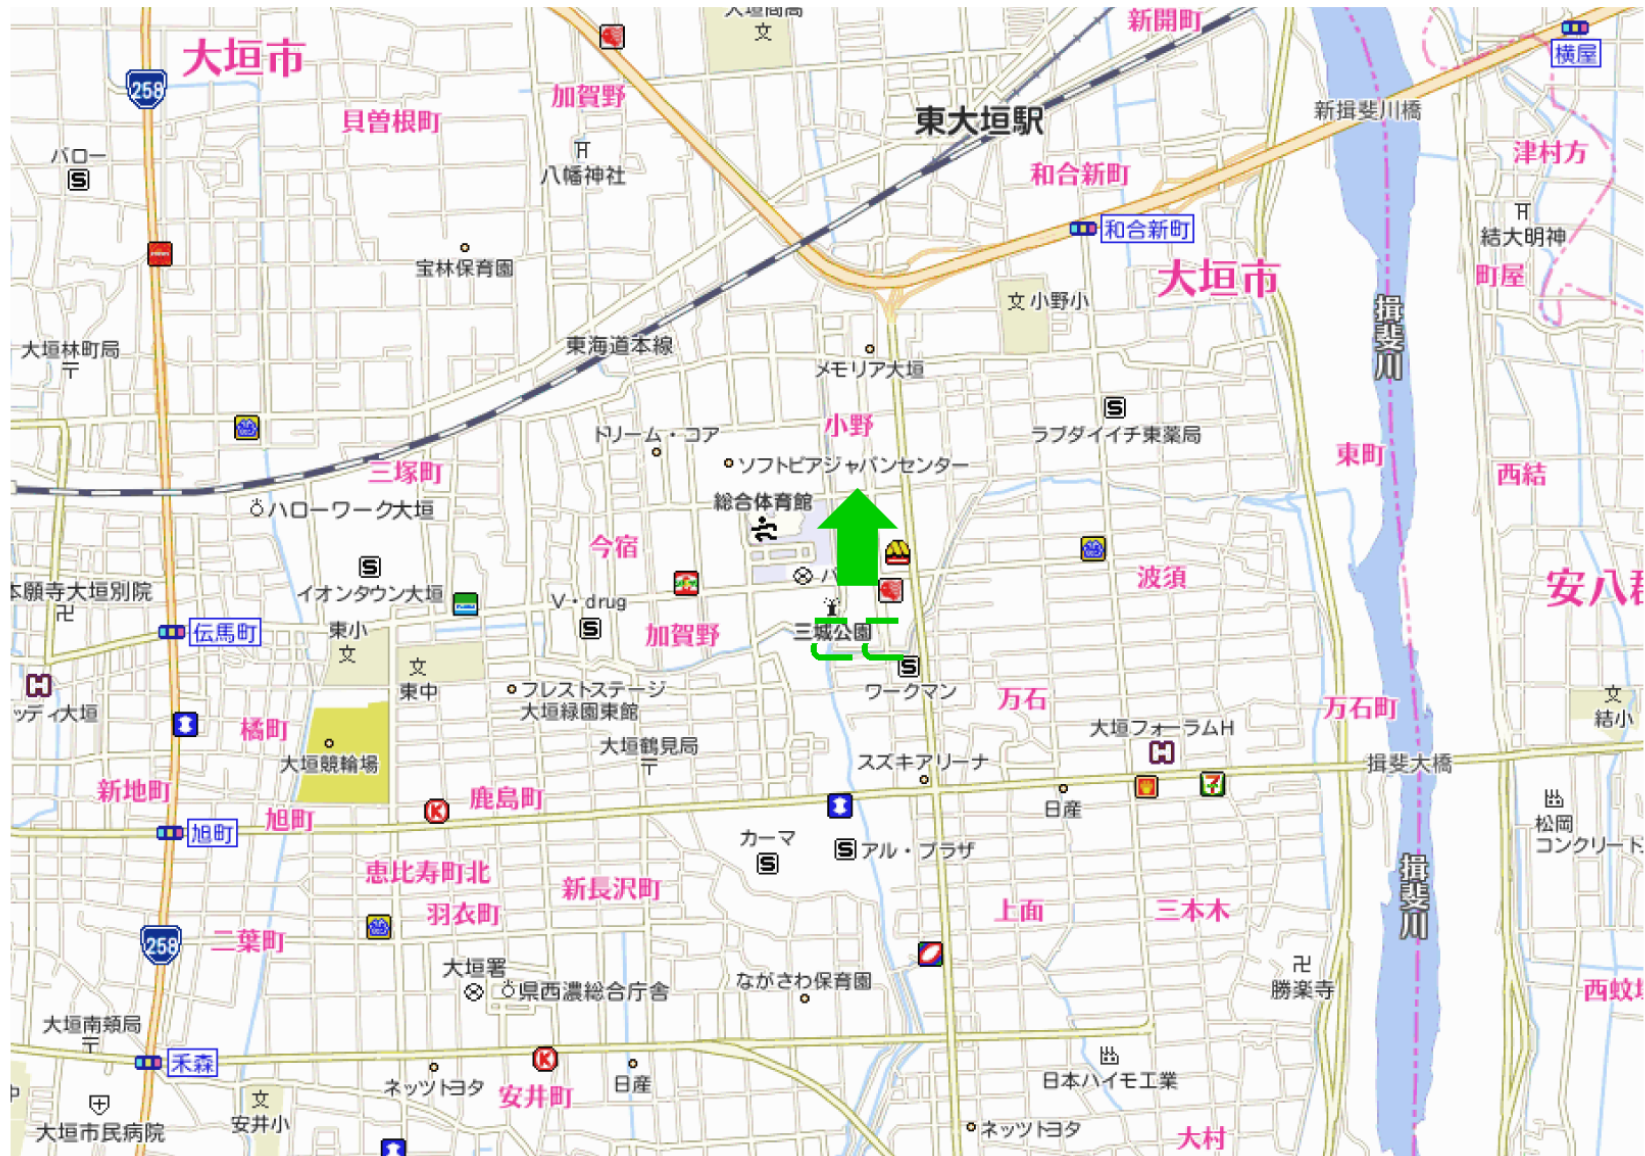 大垣商高
新開町
横屋
大垣市
258
貝曽根町
加賀野
東大垣駅
新揖斐川橋
津村方
バロー
八幡神社
和合新町
和合新町
結大明神
宝林保育園
大垣市
町屋
小野小
揖斐川
大垣林町局
東海道本線
メモリア大垣
ドリーム・コア
小野
ラブダイイチ東薬局
東町
三塚町
ソフトピアジャパンセンター
西結
ハローワーク大垣
総合体育館
今宿
波須
安八郡
本願寺大垣別院
イオンタウン大垣
V・drug
パ
伝馬町
東小
加賀野
三城公園
東中
フレストステージ
大垣緑園東館
ワークマン
万石
万石町
結小
ッディ大垣
橘町
大垣競輪場
大垣鶴見局
大垣フォーラムH
スズキアリーナ
揖斐大橋
新地町
旭町
旭町
鹿島町
日産
松岡
コンクリート
カーマ
アル・プラザ
恵比寿町北
新長沢町
羽衣町
上面
三本木
揖斐川
258
二葉町
大垣署
県西濃総合庁舎
ながさわ保育園
勝楽寺
西蚊
大垣南頬局
禾森
ネッツトヨタ
日産
日本ハイモ工業
安井町
中
大垣市民病院
安井小
ネッツトヨタ
大村